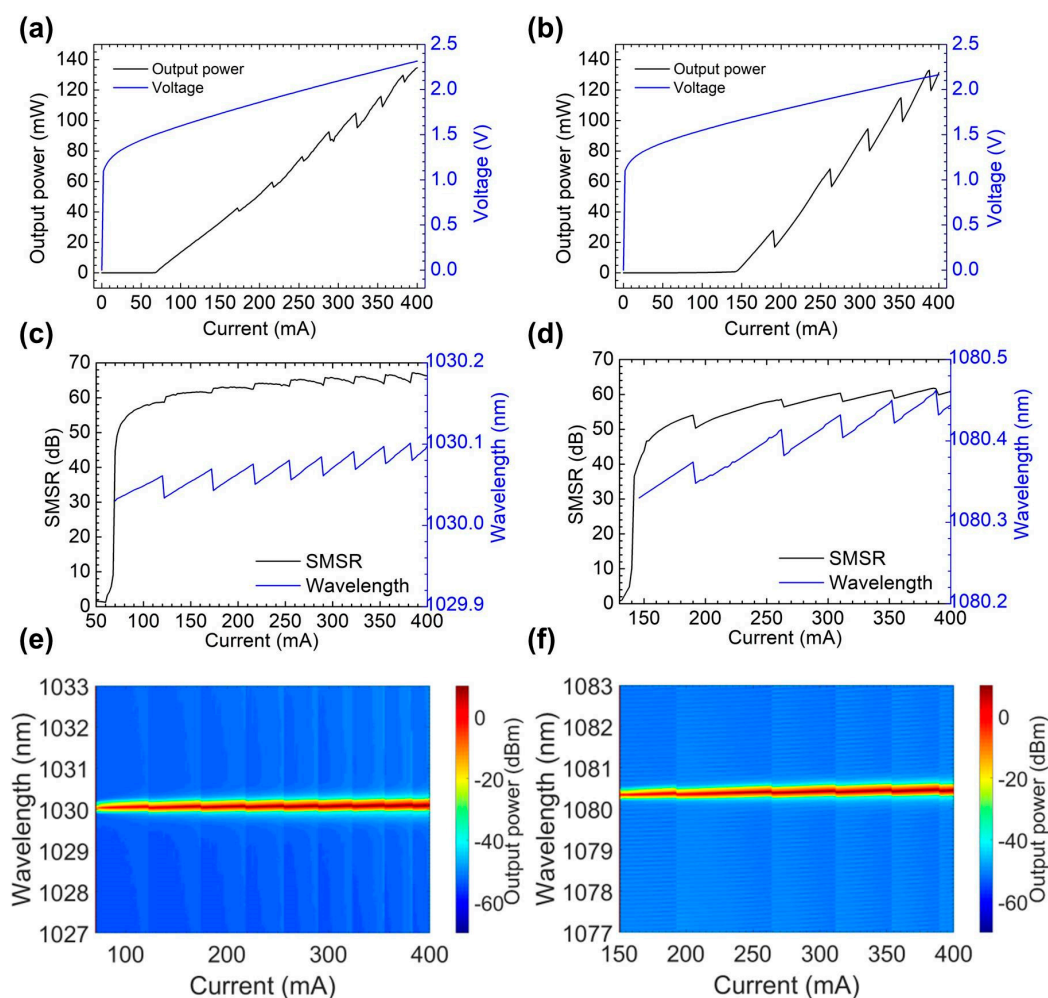 (a)
(b)
Output power (mW)
140
120
100
80
60
40
20
0
Output power
Voltage
2.5
2.0
1.5
1.0
0.5
0.0
Voltage (V)
0 50 100 150 200 250 300 350 400
Current (mA)
Output power (mW)
140
120
100
80
60
40
20
0
Output power
Voltage
2.5
2.0
1.5
1.0
0.5
0.0
Voltage (V)
0 50 100 150 200 250 300 350 400
Current (mA)
(c)
(d)
SMSR (dB)
70
60
50
40
30
20
10
0
SMSR
Wavelength
1030.2
1030.1
1030.0
1029.9
Wavelength (nm)
50 100 150 200 250 300 350 400
Current (mA)
SMSR (dB)
70
60
50
40
30
20
10
0
SMSR
Wavelength
1080.5
1080.4
1080.3
1080.2
Wavelength (nm)
150 200 250 300 350 400
Current (mA)
(e)
(f)
Wavelength (nm)
1033
1032
1031
1030
1029
1028
1027
100 200 300 400
Current (mA)
0
-20
-40
-60
Output power (dBm)
Wavelength (nm)
1083
1082
1081
1080
1079
1078
1077
150 200 250 300 350 400
Current (mA)
0
-20
-40
-60
Output power (dBm)